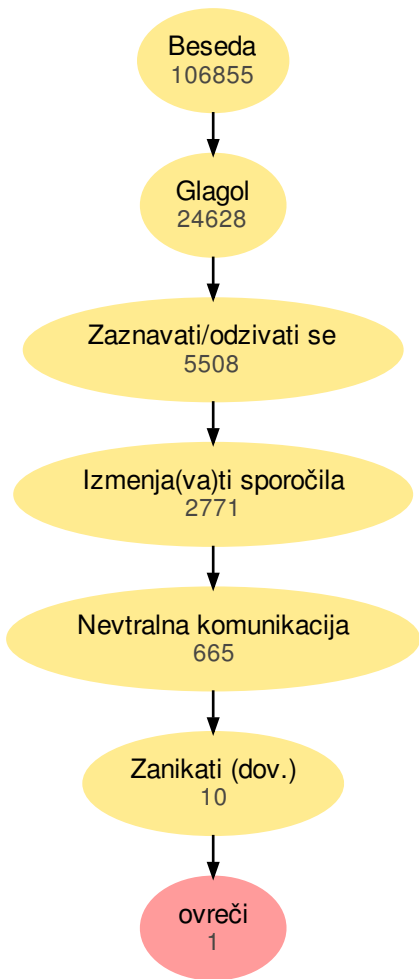 Beseda
106855
Glagol
24628
Zaznavati/odzivati se
5508
Izmenja(va)ti sporočila
2771
Nevtralna komunikacija
665
Zanikati (dov.)
10
ovreči
1